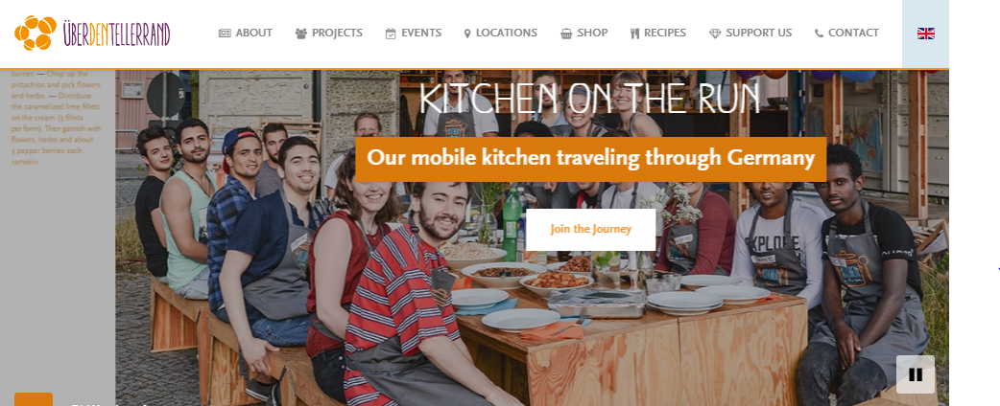 ÜBERDENTELLERRAND
ABOUT
PROJECTS
EVENTS
LOCATIONS
SHOP
RECIPES
SUPPORT US
CONTACT
burner. — Chop up the
pistachios and pick flowers
and herbs. — Distribute
the caramelized lime fillets
on the cream (3 fillets
per form). Then garnish with
flowers, herbs and about
3 pepper berries each
ramekin.
KITCHEN ON THE RUN
Our mobile kitchen traveling through Germany
Join the Journey
EXPLORE